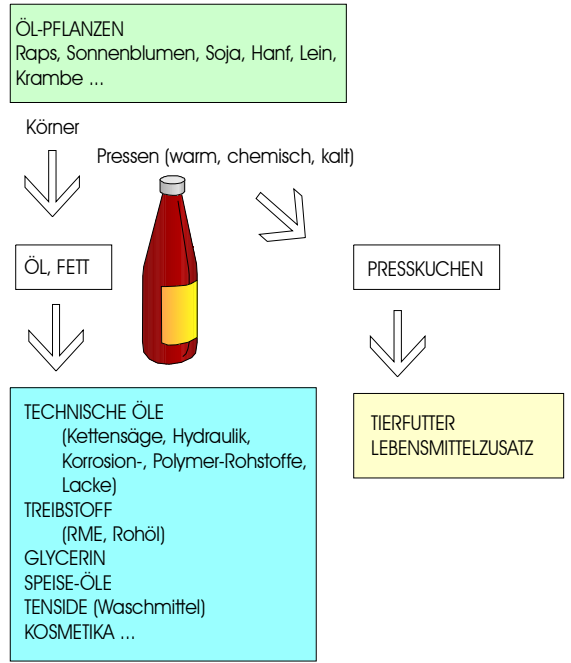 ÖL-PFLANZEN
Raps, Sonnenblumen, Soja, Hanf, Lein,
Krambe ...
Körner
Pressen (warm, chemisch, kalt)
ÖL, FETT
PRESSKUCHEN
TECHNISCHE ÖLE
(Kettensäge, Hydraulik,
Korrosion-, Polymer-Rohstoffe,
Lacke)
TREIBSTOFF
(RME, Rohöl)
GLYCERIN
SPEISE-ÖLE
TENSIDE (Waschmittel)
KOSMETIKA ...
TIERFUTTER
LEBENSMITTELZUSATZ